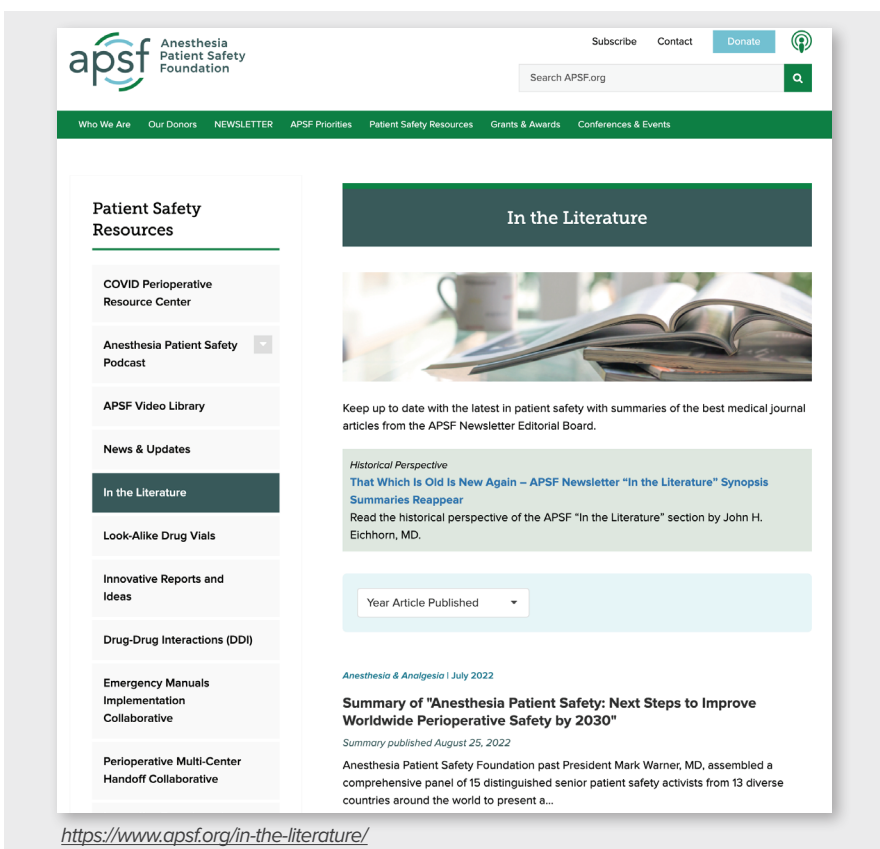 apsf
Anesthesia
Patient Safety
Foundation
Subscribe
Contact
Donate
Search APSF.org
Who We Are
Our Donors
NEWSLETTER
APSF Priorities
Patient Safety Resources
Grants & Awards
Conferences & Events
Patient Safety
Resources
COVID Perioperative
Resource Center
Anesthesia Patient Safety
Podcast
APSF Video Library
News & Updates
In the Literature
Look-Alike Drug Vials
Innovative Reports and
Ideas
Drug-Drug Interactions (DDI)
Emergency Manuals
Implementation
Collaborative
Perioperative Multi-Center
Handoff Collaborative
In the Literature
Keep up to date with the latest in patient safety with summaries of the best medical journal
articles from the APSF Newsletter Editorial Board.
Historical Perspective
That Which Is Old Is New Again – APSF Newsletter “In the Literature” Synopsis
Summaries Reappear
Read the historical perspective of the APSF “In the Literature” section by John H.
Eichhorn, MD.
Year Article Published
Anesthesia & Analgesia | July 2022
Summary of "Anesthesia Patient Safety: Next Steps to Improve
Worldwide Perioperative Safety by 2030"
Summary published August 25, 2022
Anesthesia Patient Safety Foundation past President Mark Warner, MD, assembled a
comprehensive panel of 15 distinguished senior patient safety activists from 13 diverse
countries around the world to present a...
https://www.apsf.org/in-the-literature/